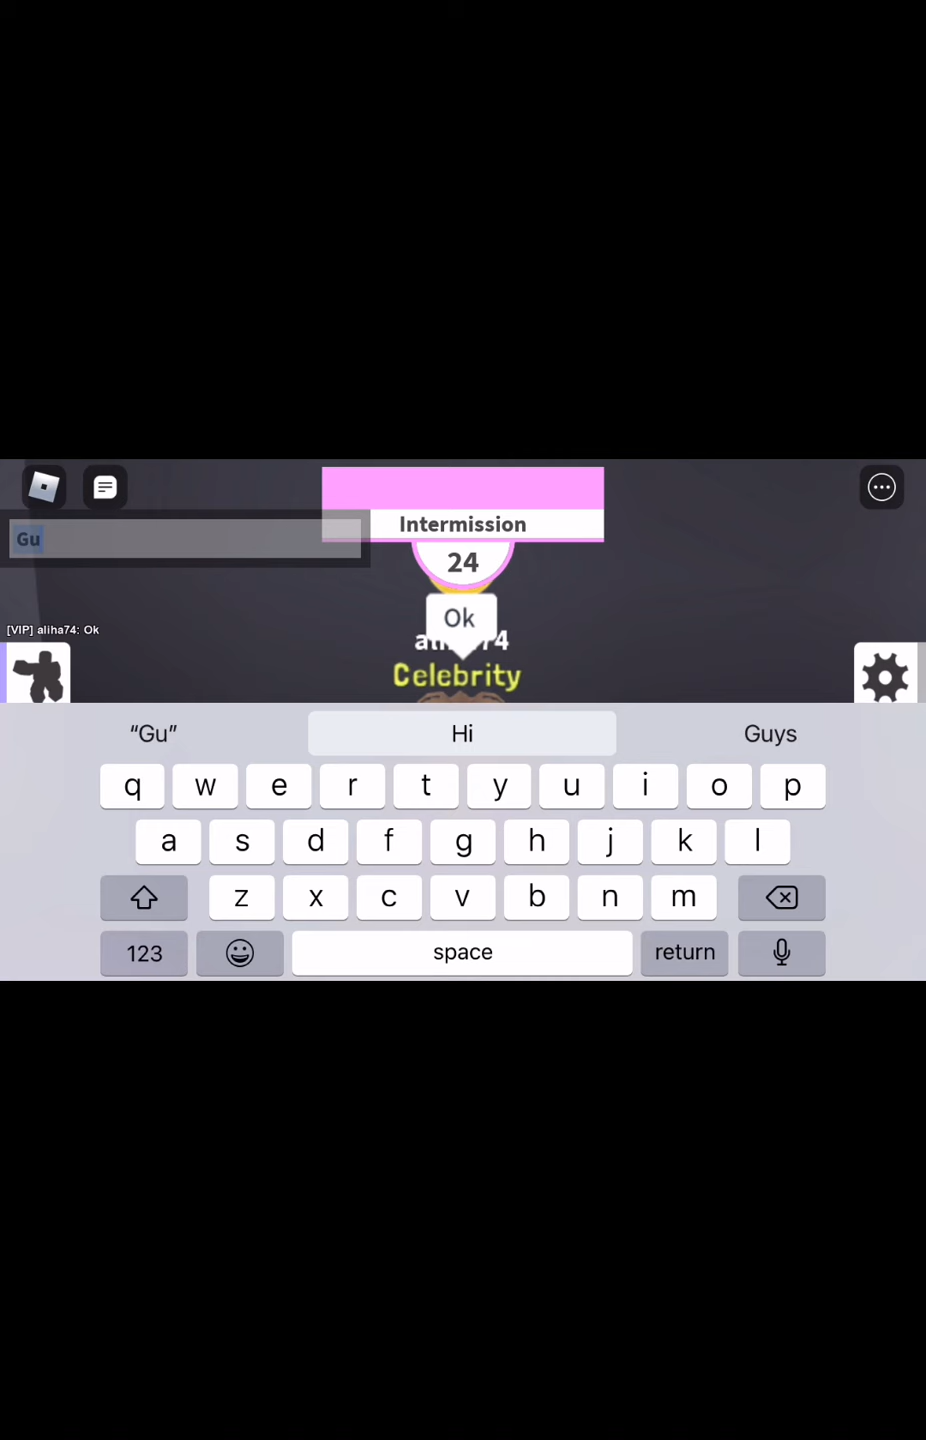 Intermission
Gu
24
Ok
[VIP] aliha74: Ok
Celebrity
“Gu” Hi Guys
q w e r t y u i o p
a s d f g h j k l
z x c v b n m
123 space return